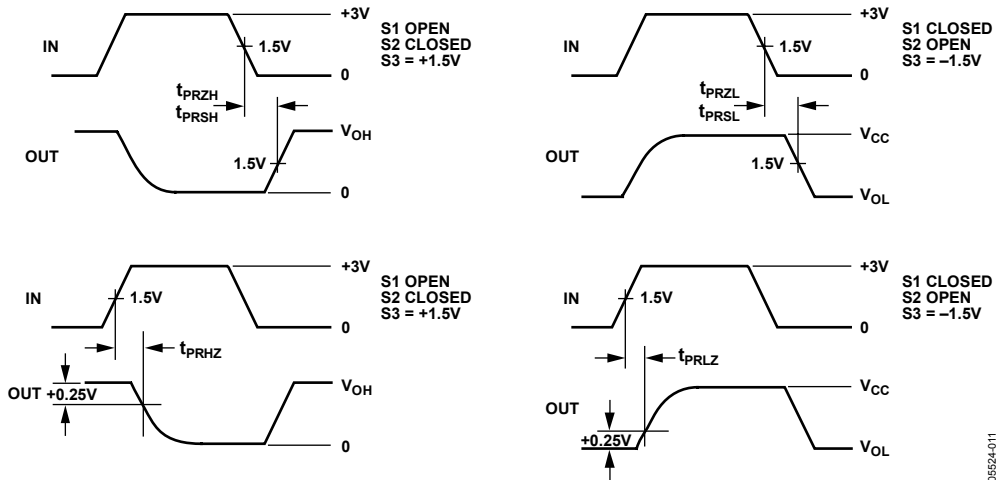 +3V
S1 OPEN
S2 CLOSED
S3 = +1.5V
IN
1.5V
0
tPRZH
tPRSH
VOH
OUT
1.5V
0
+3V
S1 CLOSED
S2 OPEN
S3 = –1.5V
IN
1.5V
0
tPRZL
tPRSL
VCC
OUT
1.5V
VOL
+3V
S1 OPEN
S2 CLOSED
S3 = +1.5V
IN
1.5V
0
tPRHZ
VOH
OUT
+0.25V
0
+3V
S1 CLOSED
S2 OPEN
S3 = –1.5V
IN
1.5V
0
tPRLZ
VCC
OUT
+0.25V
VOL
05524-011